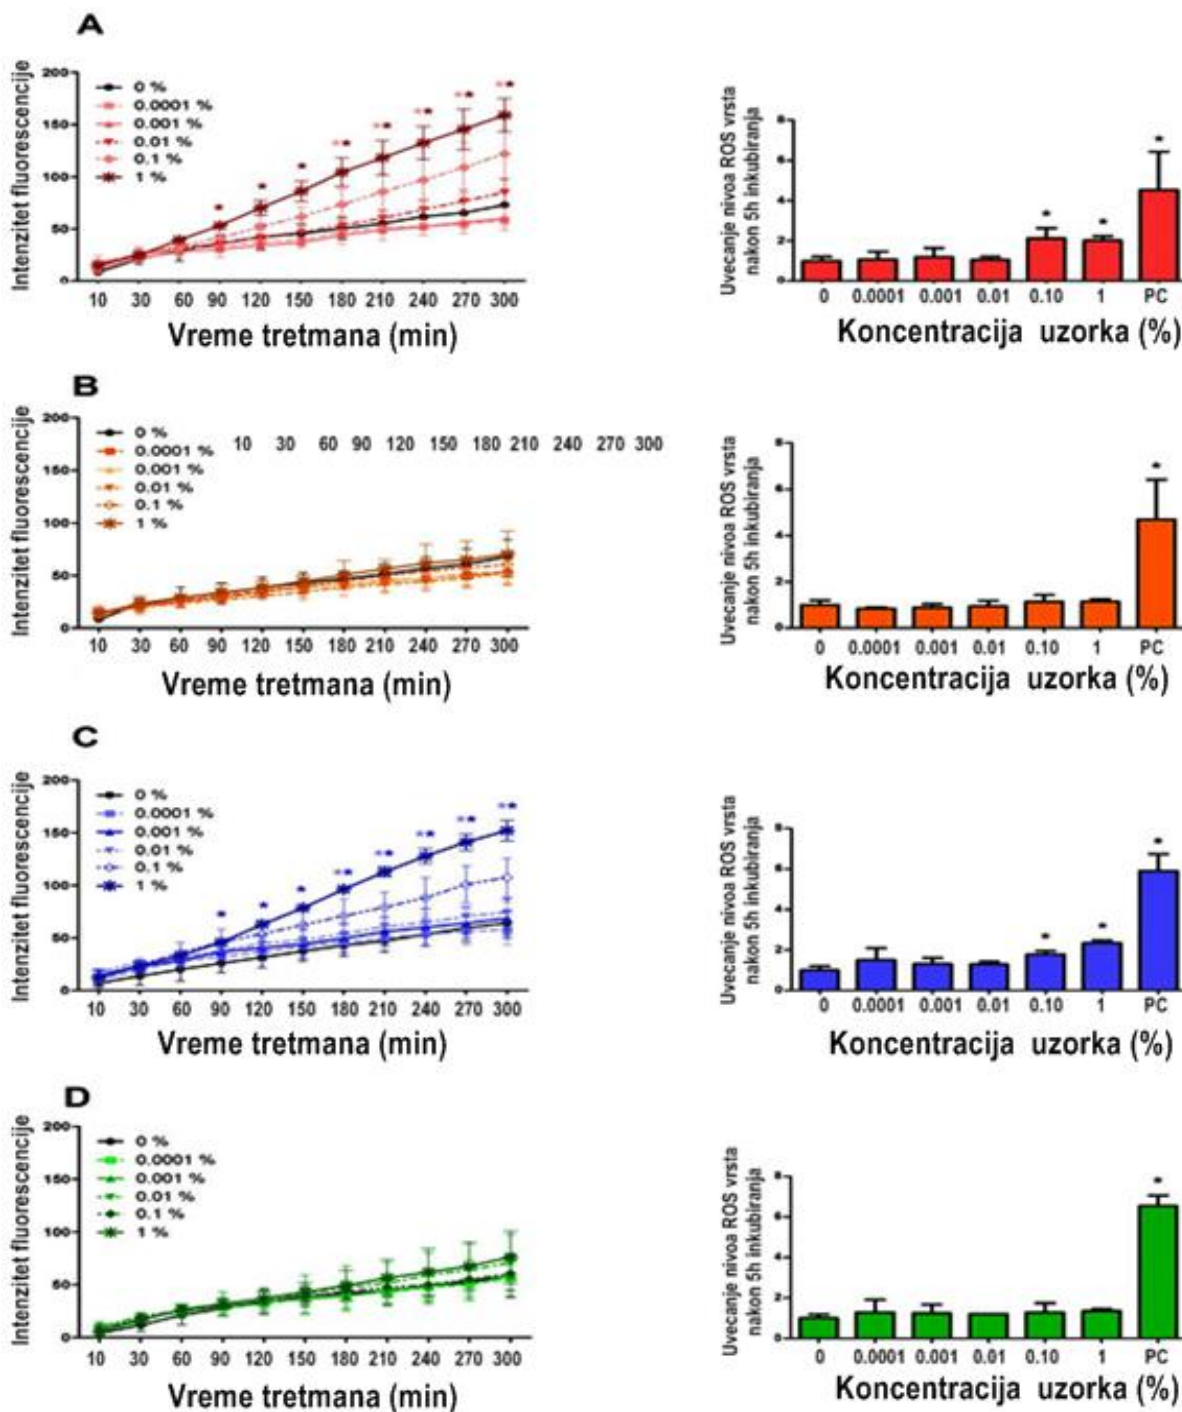 A
Intenzitet fluorescencije
200
150
100
50
0
0 %
0.0001 %
0.001 %
0.01 %
0.1 %
1 %
* ** ** ** ** **
* *
*
10 30 60 90 120 150 180 210 240 270 300
Vreme tretmana (min)
Uvecanje nivoa ROS vrsta
nakon 5h inkubiranja
8
6
4
2
0
* * *
0 0.0001 0.001 0.01 0.10 1 PC
Koncentracija uzorka (%)
B
Intenzitet fluorescencije
200
150
100
50
0
0 %
0.0001 %
0.001 %
0.01 %
0.1 %
1 %
10 30 60 90 120 150 180 210 240 270 300
10 30 60 90 120 150 180 210 240 270 300
Vreme tretmana (min)
Uvecanje nivoa ROS vrsta
nakon 5h inkubiranja
8
6
4
2
0
*
0 0.0001 0.001 0.01 0.10 1 PC
Koncentracija uzorka (%)
C
Intenzitet fluorescencije
200
150
100
50
0
0 %
0.0001 %
0.001 %
0.01 %
0.1 %
1 %
* * * ** ** ** ** **
10 30 60 90 120 150 180 210 240 270 300
Vreme tretmana (min)
Uvecanje nivoa ROS vrsta
nakon 5h inkubiranja
8
6
4
2
0
* * *
0 0.0001 0.001 0.01 0.10 1 PC
Koncentracija uzorka (%)
D
Intenzitet fluorescencije
200
150
100
50
0
0 %
0.0001 %
0.001 %
0.01 %
0.1 %
1 %
10 30 60 90 120 150 180 210 240 270 300
Vreme tretmana (min)
Uvecanje nivoa ROS vrsta
nakon 5h inkubiranja
8
6
4
2
0
*
0 0.0001 0.001 0.01 0.10 1 PC
Koncentracija uzorka (%)